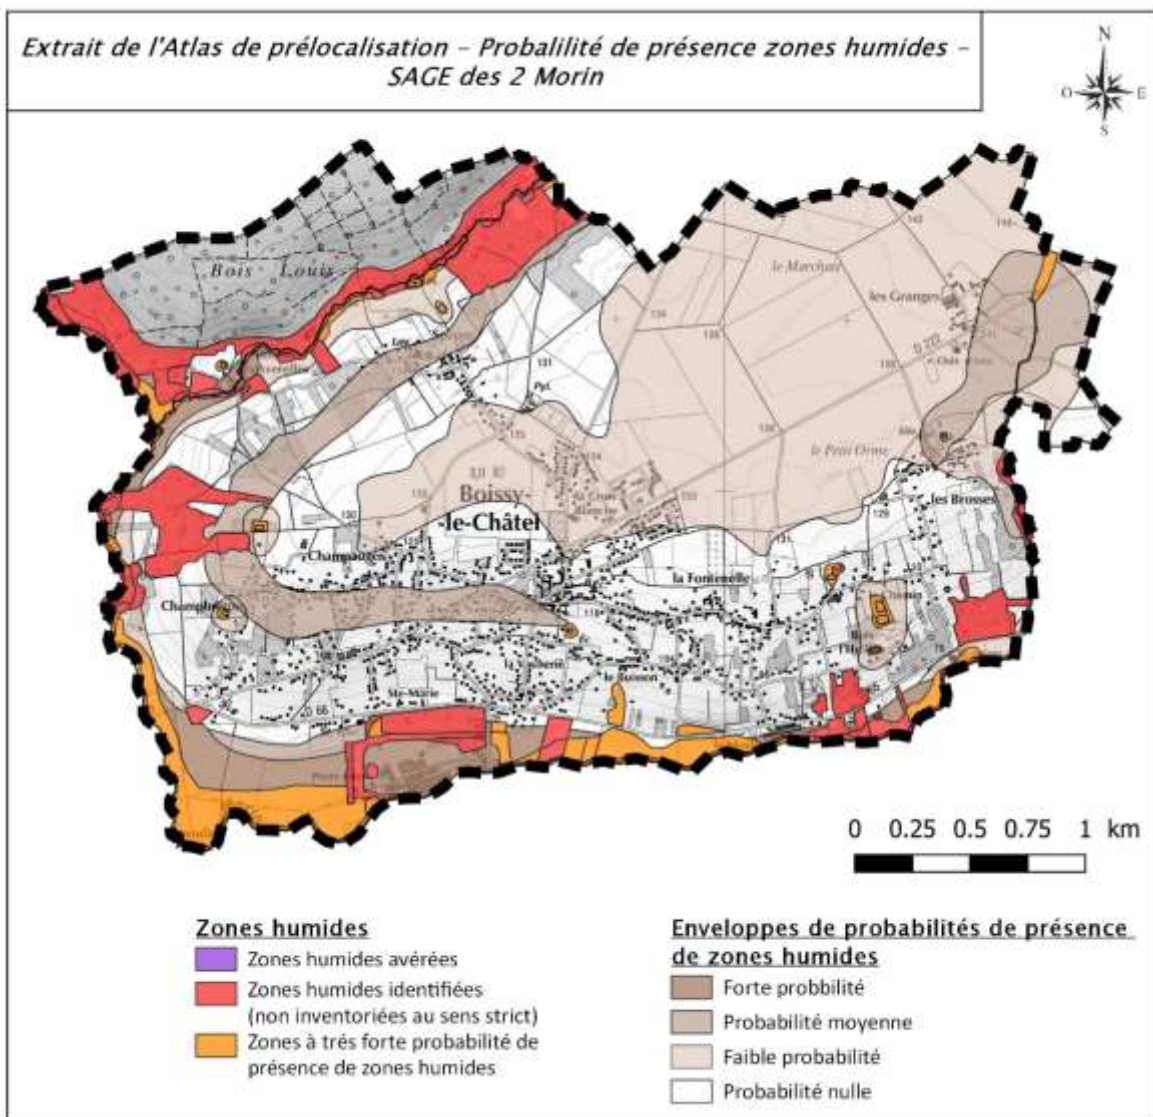 Extrait de l'Atlas de prélocalisation – Probalilité de présence zones humides –
SAGE des 2 Morin
N
O
E
S
Bois Louis
le Marchais
les Granges
D 222
le Petit Orme
les Brosses
Boissy-
-le-Châtel
Champauger
la Fontenelle
le Buisson
Ste-Marie
0 0.25 0.5 0.75 1 km
Zones humides
Zones humides avérées
Zones humides identifiées
(non inventoriées au sens strict)
Zones à trés forte probabilité de
présence de zones humides
Enveloppes de probabilités de présence
de zones humides
Forte probbilité
Probabilité moyenne
Faible probabilité
Probabilité nulle